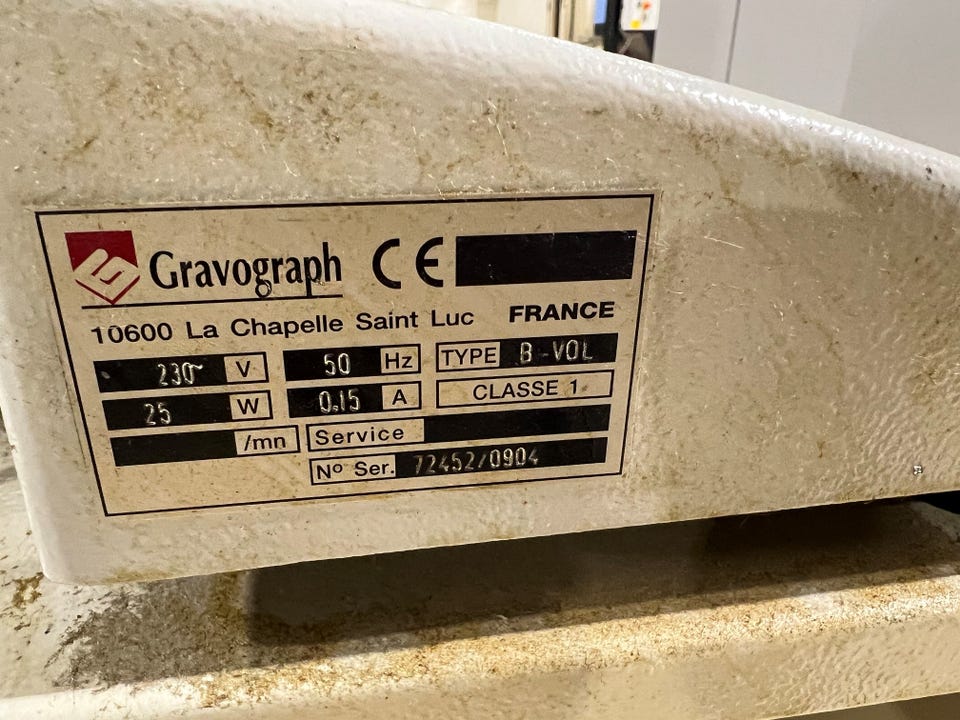 Gravograph CE
10600 La Chapelle Saint Luc FRANCE
230~ V 50 Hz TYPE B-VOL
25 W 0.15 A CLASSE 1
/mn Service
Nº Ser. 72452/0904